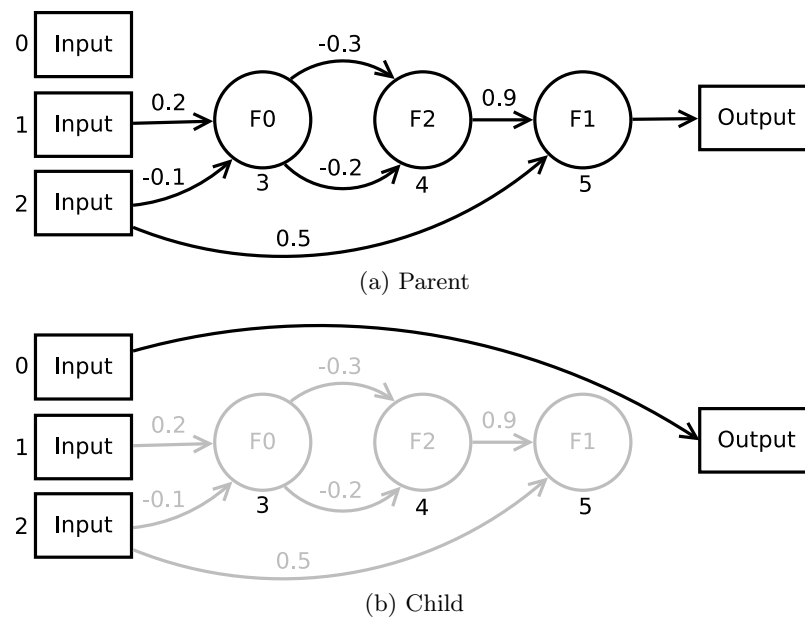 0 Input
-0.3
1 Input 0.2 F0 F2 0.9 F1 Output
-0.1 -0.2
2 Input 3 4 5
0.5
(a) Parent
0 Input
-0.3
1 Input 0.2 F0 F2 0.9 F1 Output
-0.1 -0.2
2 Input 3 4 5
0.5
(b) Child